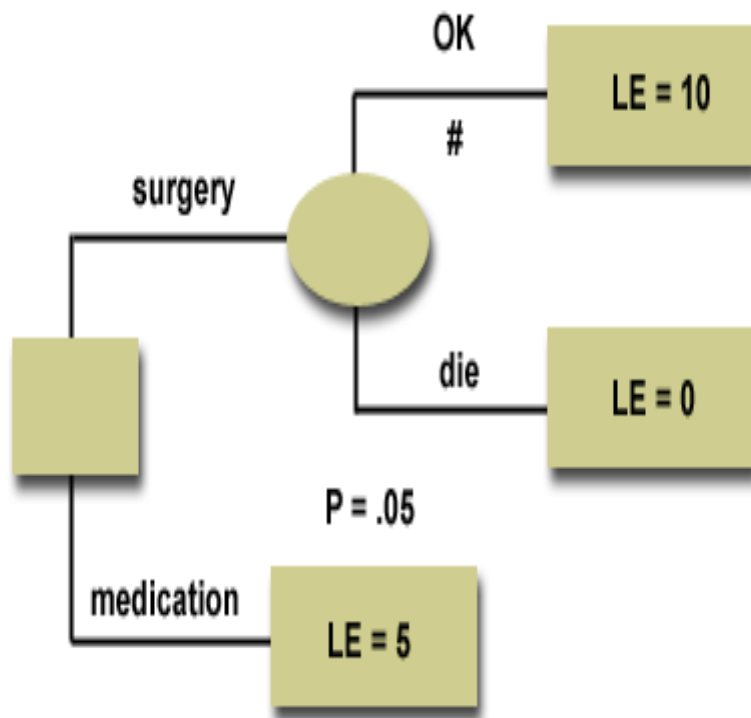 OK
LE = 10
#
surgery
die
LE = 0
P = .05
medication
LE = 5